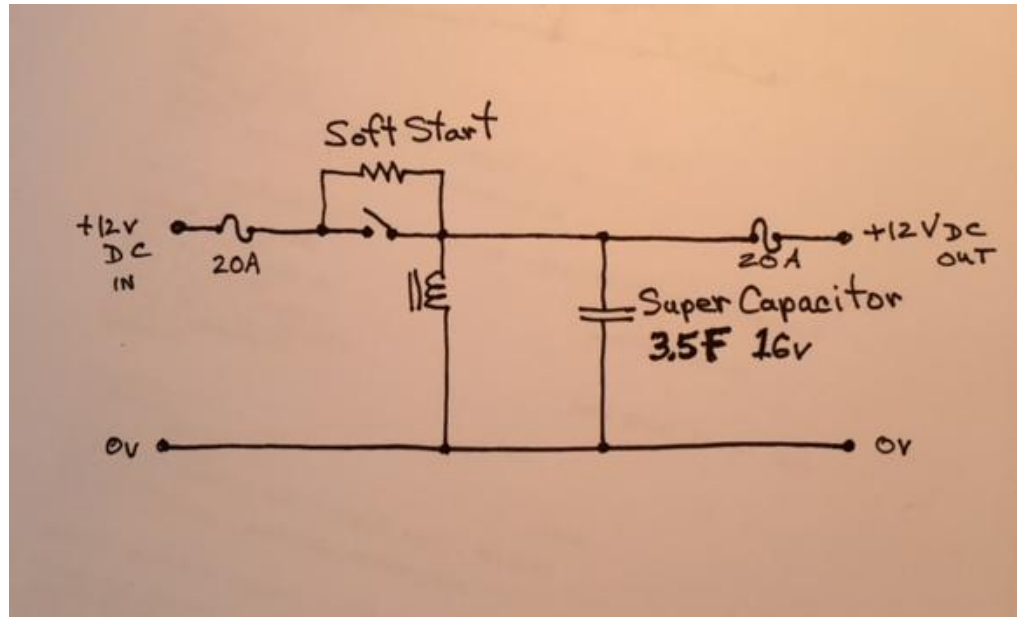 Soft Start
+12v
DC
IN
20A
20A
+12VDC
OUT
Super Capacitor
3.5F 16v
0v
0v